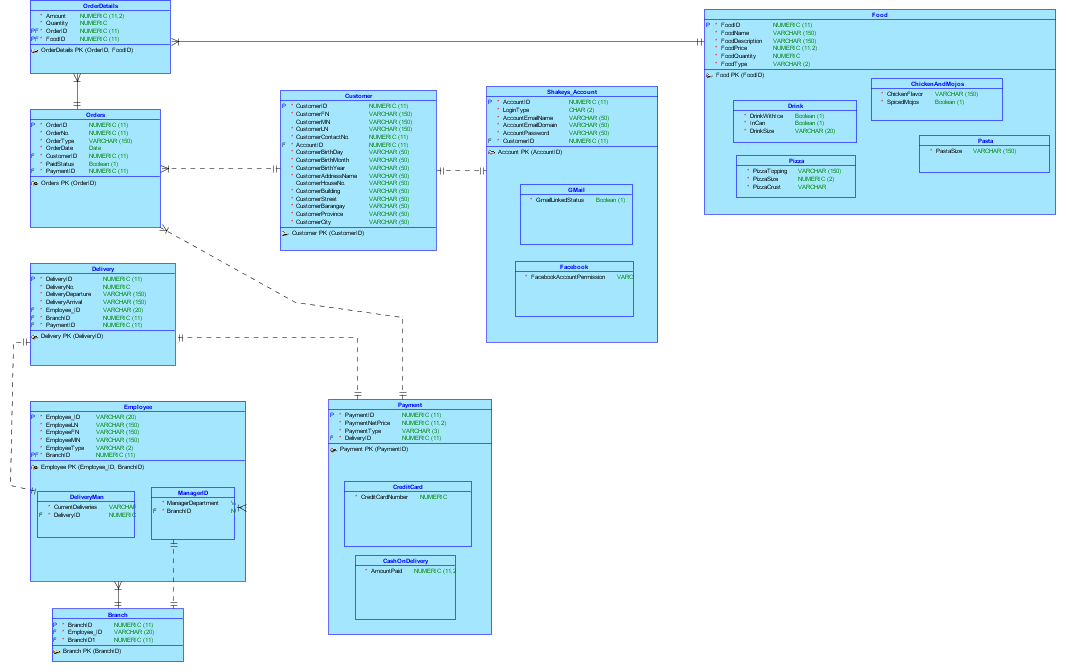 OrderDetails
* Amount NUMERIC (11,2)
* Quantity NUMERIC
PF * OrderID NUMERIC (11)
PF * FoodID NUMERIC (11)
OrderDetails PK (OrderID, FoodID)
Orders
P * OrderID NUMERIC (11)
* OrderNo. NUMERIC (11)
* OrderType VARCHAR (150)
* OrderDate Date
F * CustomerID NUMERIC (11)
* PaidStatus Boolean (1)
F * PaymentID NUMERIC (11)
Orders PK (OrderID)
Customer
P * CustomerID NUMERIC (11)
* CustomerFN VARCHAR (150)
* CustomerMN VARCHAR (150)
* CustomerLN VARCHAR (150)
* CustomerContactNo. NUMERIC (11)
F * AccountID NUMERIC (11)
* CustomerBirthDay VARCHAR (50)
* CustomerBirthMonth VARCHAR (50)
* CustomerBirthYear VARCHAR (50)
* CustomerAddressName VARCHAR (50)
* CustomerHouseNo. VARCHAR (50)
* CustomerBuilding VARCHAR (50)
* CustomerStreet VARCHAR (50)
* CustomerBarangay VARCHAR (50)
* CustomerProvince VARCHAR (50)
* CustomerCity VARCHAR (50)
Customer PK (CustomerID)
Shakeys_Account
P * AccountID NUMERIC (11)
* LoginType CHAR (2)
* AccountEmailName VARCHAR (50)
* AccountEmailDomain VARCHAR (50)
* AccountPassword VARCHAR (50)
F * CustomerID NUMERIC (11)
Account PK (AccountID)
GMail
* GmailLinkedStatus Boolean (1)
Facebook
* FacebookAccountPermission VARC
Food
P * FoodID NUMERIC (11)
* FoodName VARCHAR (150)
* FoodDescription VARCHAR (150)
* FoodPrice NUMERIC (11,2)
* FoodQuantity NUMERIC
* FoodType VARCHAR (2)
Food PK (FoodID)
ChickenAndMojos
* ChickenFlavor VARCHAR (150)
* SpicedMojos Boolean (1)
Drink
* DrinkWithIce Boolean (1)
* InCan Boolean (1)
* DrinkSize VARCHAR (20)
Pasta
* PastaSize VARCHAR (150)
Pizza
* PizzaTopping VARCHAR (150)
* PizzaSize NUMERIC (2)
* PizzaCrust VARCHAR
Delivery
P * DeliveryID NUMERIC (11)
* DeliveryNo. NUMERIC
* DeliveryDeparture VARCHAR (150)
* DeliveryArrival VARCHAR (150)
F * Employee_ID VARCHAR (20)
F * BranchID NUMERIC (11)
F * PaymentID NUMERIC (11)
Delivery PK (DeliveryID)
Employee
P * Employee_ID VARCHAR (20)
* EmployeeLN VARCHAR (150)
* EmployeeFN VARCHAR (150)
* EmployeeMN VARCHAR (150)
* EmployeeType VARCHAR (2)
PF * BranchID NUMERIC (11)
Employee PK (Employee_ID, BranchID)
DeliveryMan
* CurrentDeliveries VARCHAR
F * DeliveryID NUMERIC
ManagerID
* ManagerDepartment V
F * BranchID N
Branch
P * BranchID NUMERIC (11)
F * Employee_ID VARCHAR (20)
F * BranchID1 NUMERIC (11)
Branch PK (BranchID)
Payment
P * PaymentID NUMERIC (11)
* PaymentNetPrice NUMERIC (11,2)
* PaymentType VARCHAR (3)
F * DeliveryID NUMERIC (11)
Payment PK (PaymentID)
CreditCard
* CreditCardNumber NUMERIC
CashOnDelivery
* AmountPaid NUMERIC (11,2